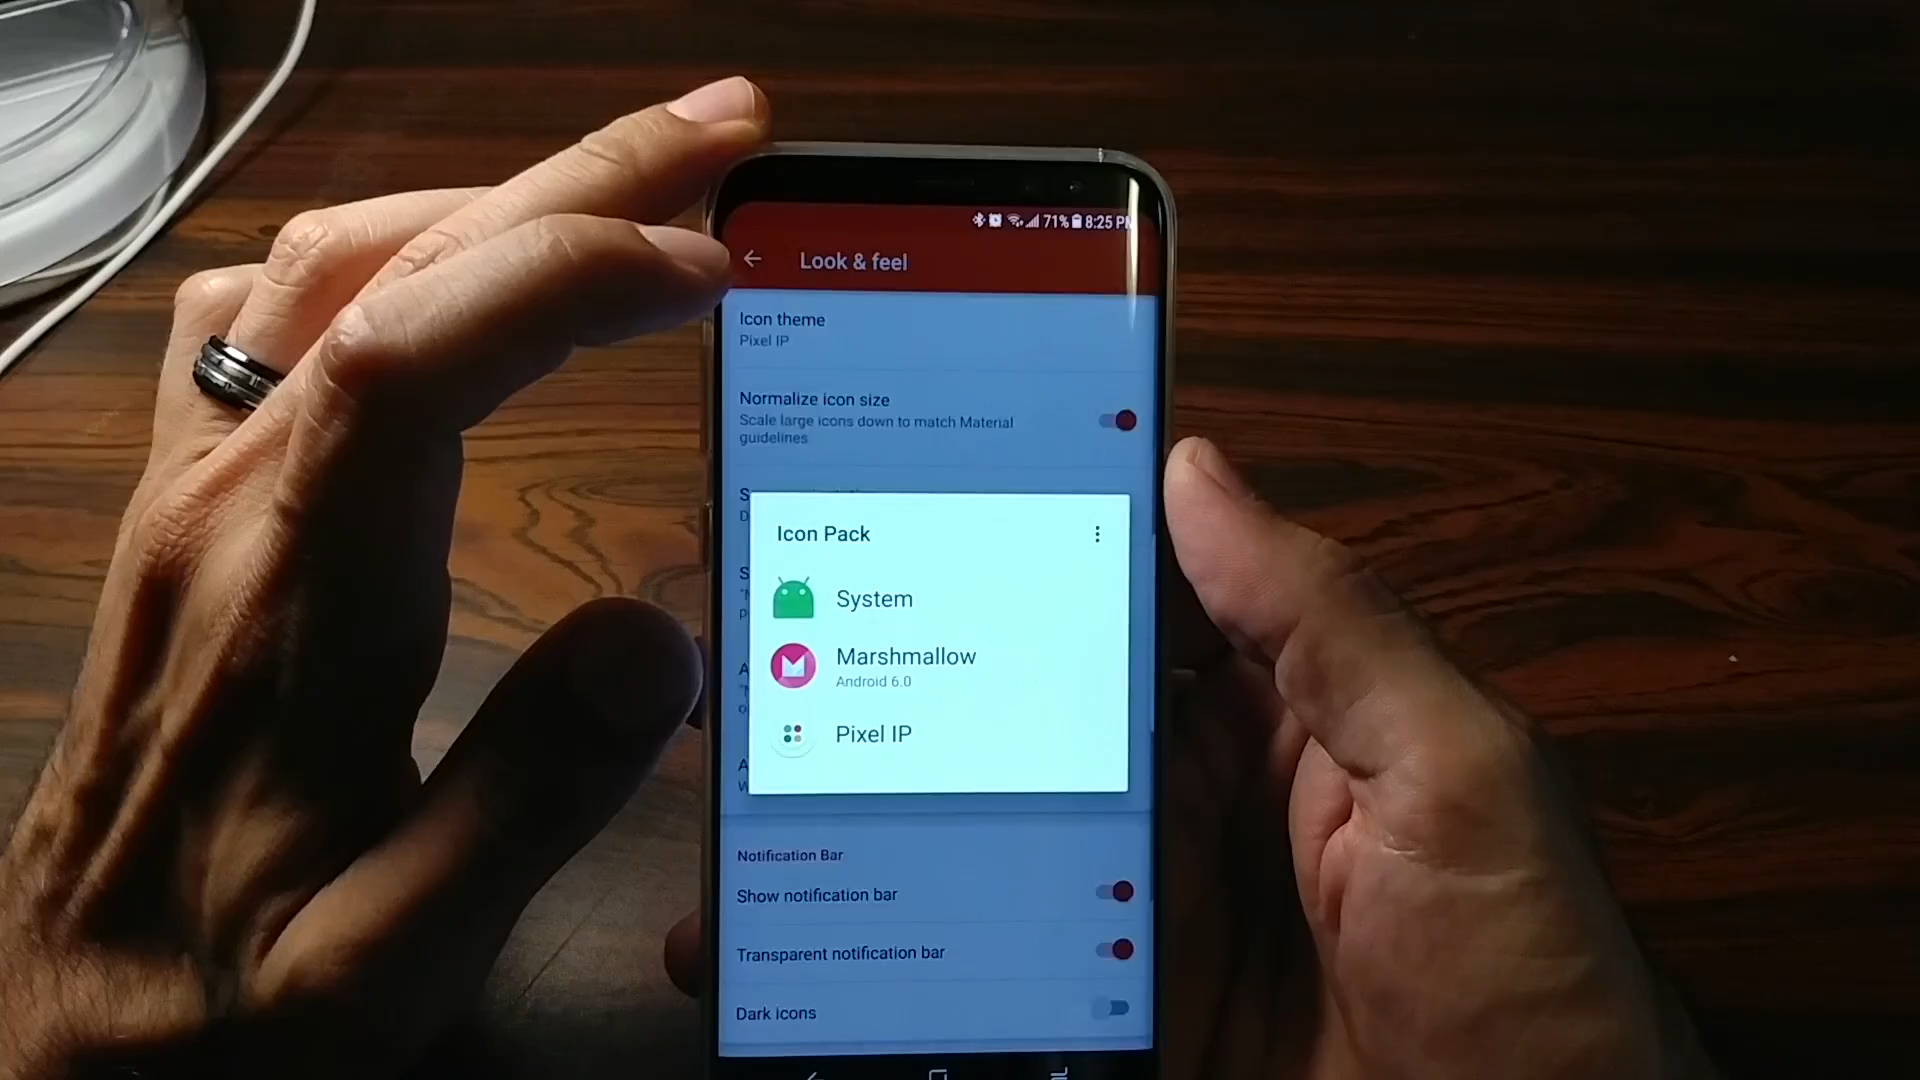 71% 8:25 PM
Look & feel
Icon theme
Pixel IP
Normalize icon size
Scale large icons down to match Material
guidelines
Icon Pack
System
Marshmallow
Android 6.0
Pixel IP
Notification Bar
Show notification bar
Transparent notification bar
Dark icons